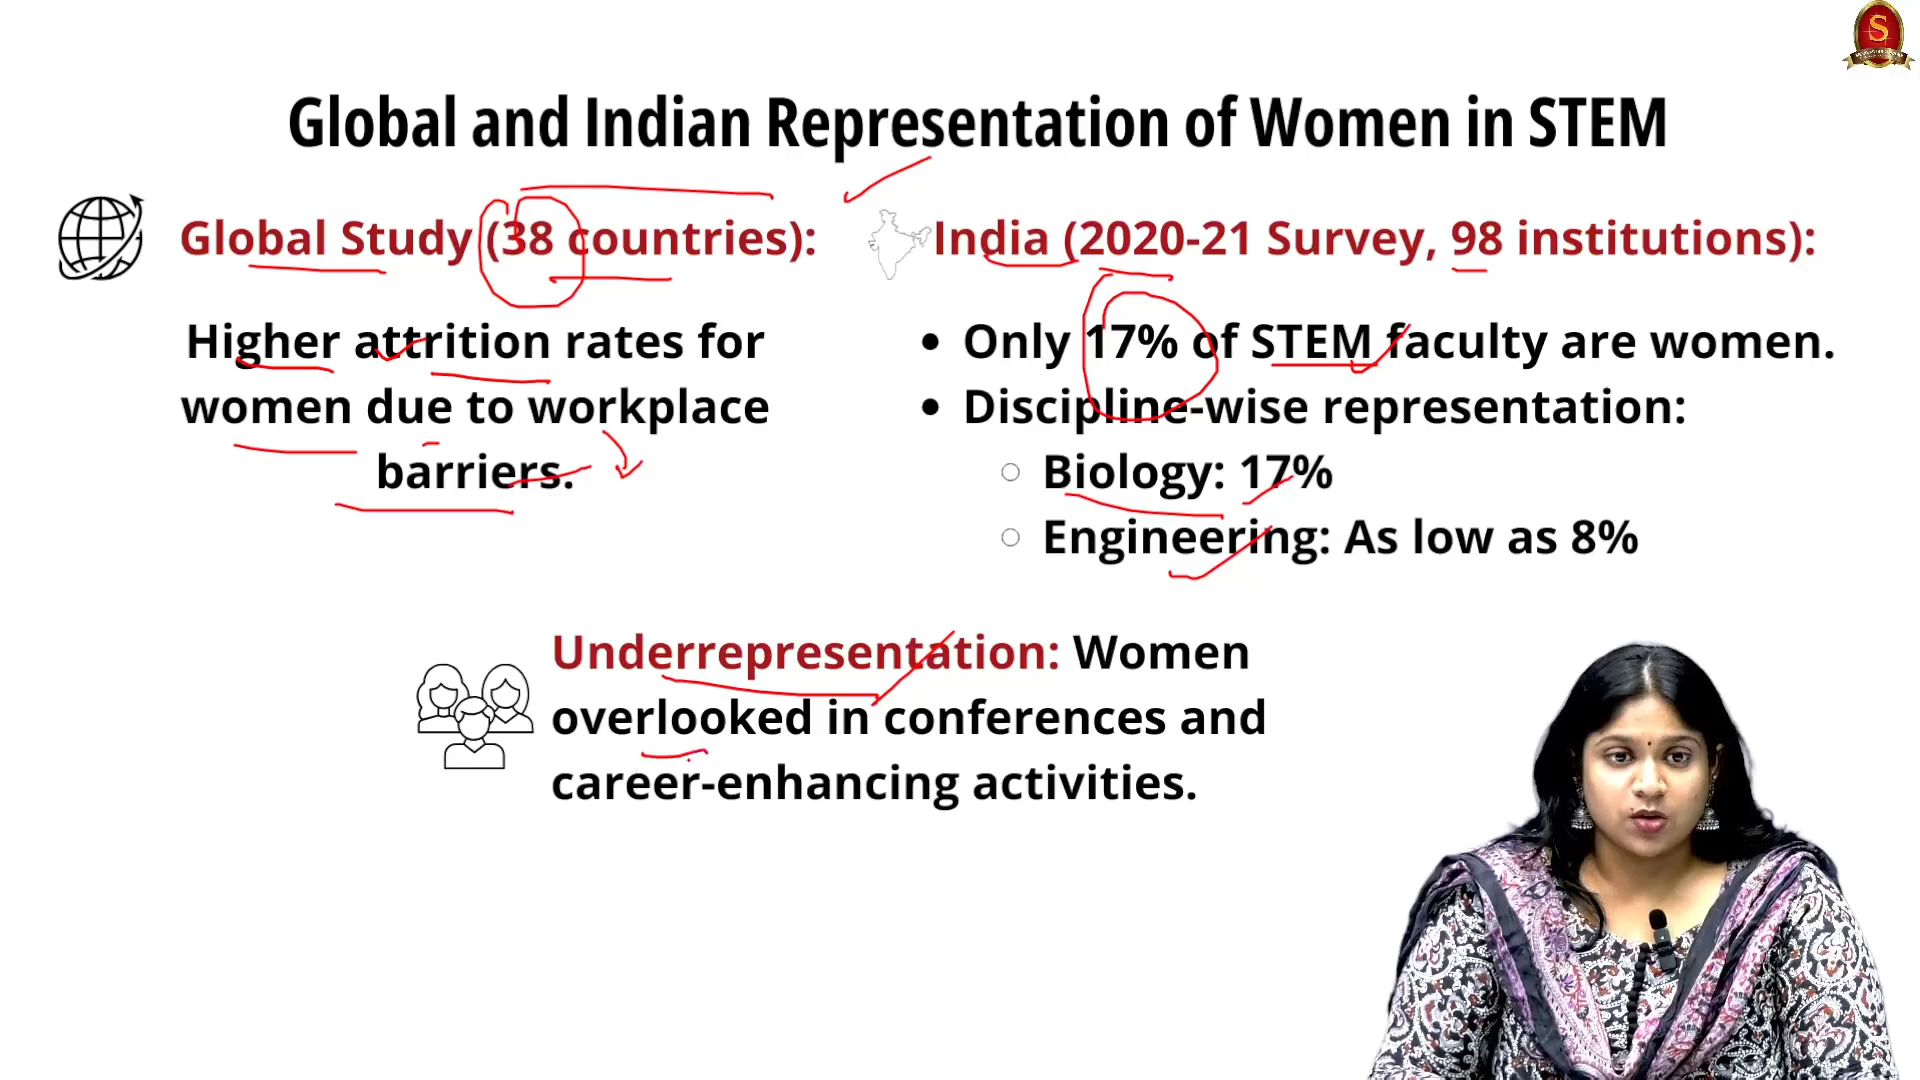 S
Global and Indian Representation of Women in STEM
Global Study (38 countries):
Higher attrition rates for
women due to workplace
barriers.
India (2020-21 Survey, 98 institutions):
• Only 17% of STEM faculty are women.
• Discipline-wise representation:
○ Biology: 17%
○ Engineering: As low as 8%
Underrepresentation: Women
overlooked in conferences and
career-enhancing activities.